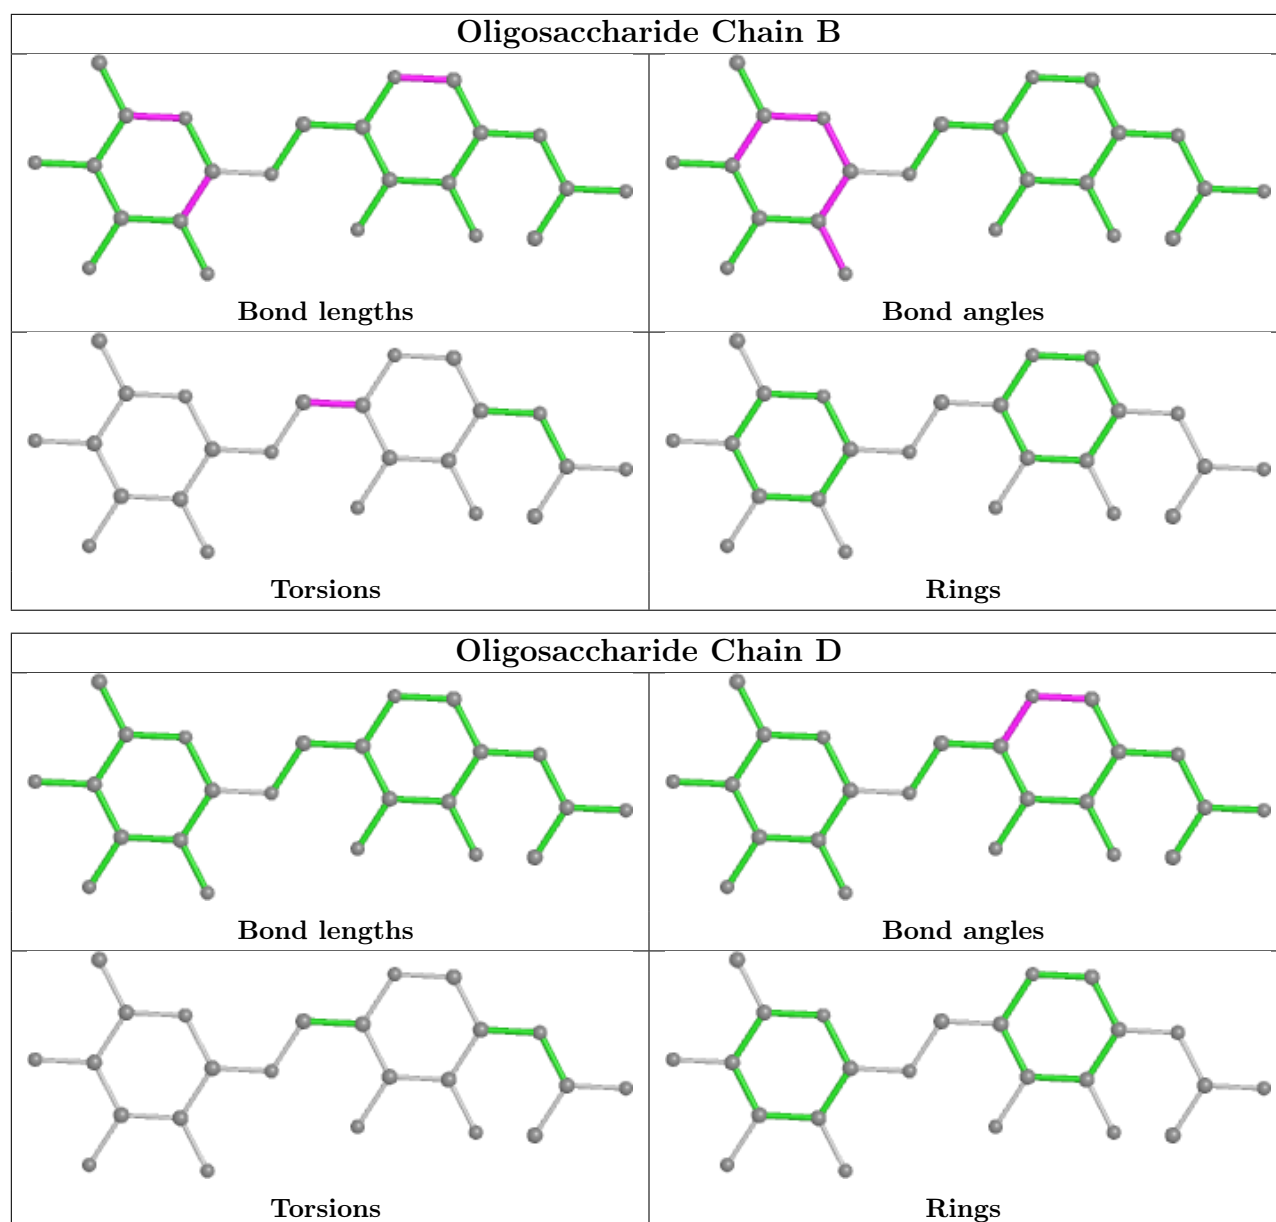 Oligosaccharide Chain B
Bond lengths
Bond angles
Torsions
Rings
Oligosaccharide Chain D
Bond lengths
Bond angles
Torsions
Rings